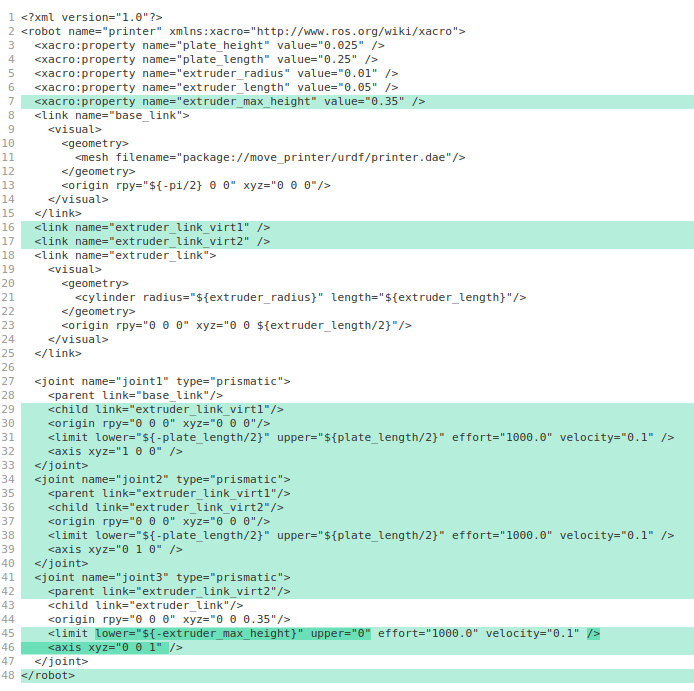 1 <?xml version="1.0"?>
2 <robot name="printer" xmlns:xacro="http://www.ros.org/wiki/xacro">
3   <xacro:property name="plate_height" value="0.025" />
4   <xacro:property name="plate_length" value="0.25" />
5   <xacro:property name="extruder_radius" value="0.01" />
6   <xacro:property name="extruder_length" value="0.05" />
7   <xacro:property name="extruder_max_height" value="0.35" />
8   <link name="base_link">
9     <visual>
10       <geometry>
11         <mesh filename="package://move_printer/urdf/printer.dae"/>
12       </geometry>
13       <origin rpy="${-pi/2} 0 0" xyz="0 0 0"/>
14     </visual>
15   </link>
16   <link name="extruder_link_virt1" />
17   <link name="extruder_link_virt2" />
18   <link name="extruder_link">
19     <visual>
20       <geometry>
21         <cylinder radius="${extruder_radius}" length="${extruder_length}"/>
22       </geometry>
23       <origin rpy="0 0 0" xyz="0 0 ${extruder_length/2}"/>
24     </visual>
25   </link>
26
27   <joint name="joint1" type="prismatic">
28     <parent link="base_link"/>
29     <child link="extruder_link_virt1"/>
30     <origin rpy="0 0 0" xyz="0 0 0"/>
31     <limit lower="${-plate_length/2}" upper="${plate_length/2}" effort="1000.0" velocity="0.1" />
32     <axis xyz="1 0 0" />
33   </joint>
34   <joint name="joint2" type="prismatic">
35     <parent link="extruder_link_virt1"/>
36     <child link="extruder_link_virt2"/>
37     <origin rpy="0 0 0" xyz="0 0 0"/>
38     <limit lower="${-plate_length/2}" upper="${plate_length/2}" effort="1000.0" velocity="0.1" />
39     <axis xyz="0 1 0" />
40   </joint>
41   <joint name="joint3" type="prismatic">
42     <parent link="extruder_link_virt2"/>
43     <child link="extruder_link"/>
44     <origin rpy="0 0 0" xyz="0 0 0.35"/>
45     <limit lower="${-extruder_max_height}" upper="0" effort="1000.0" velocity="0.1" />
46     <axis xyz="0 0 1" />
47   </joint>
48 </robot>